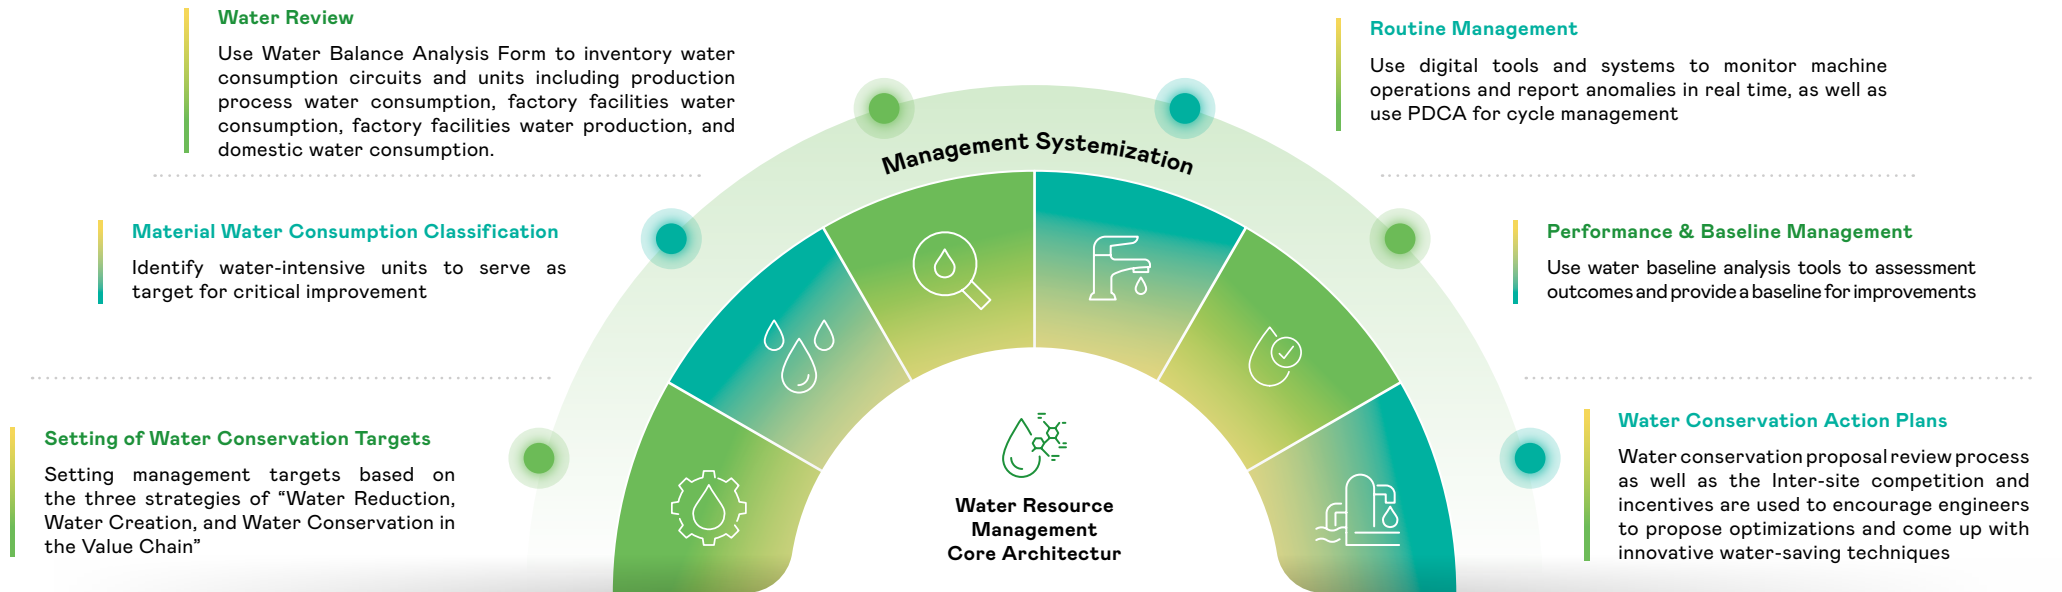 Water Review
Use Water Balance Analysis Form to inventory water
consumption circuits and units including production
process water consumption, factory facilities water
consumption, factory facilities water production, and
domestic water consumption.
Material Water Consumption Classification
Identify water-intensive units to serve as
target for critical improvement
Setting of Water Conservation Targets
Setting management targets based on
the three strategies of “Water Reduction,
Water Creation, and Water Conservation in
the Value Chain”
Management Systemization
Water Resource
Management
Core Architectur
Routine Management
Use digital tools and systems to monitor machine
operations and report anomalies in real time, as well as
use PDCA for cycle management
Performance & Baseline Management
Use water baseline analysis tools to assessment
outcomes and provide a baseline for improvements
Water Conservation Action Plans
Water conservation proposal review process
as well as the Inter-site competition and
incentives are used to encourage engineers
to propose optimizations and come up with
innovative water-saving techniques